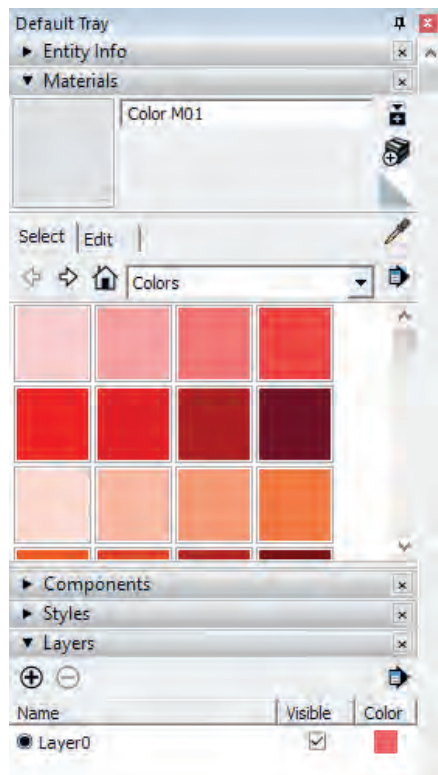 Default Tray
Entity Info
Materials
Color M01
Select Edit
Colors
Components
Styles
Layers
Name Visible Color
Layer0